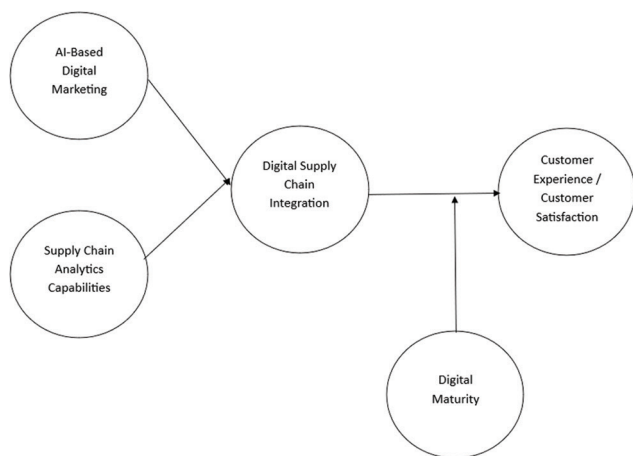 AI-Based
Digital
Marketing
Digital Supply
Chain
Integration
Customer
Experience /
Customer
Satisfaction
Supply Chain
Analytics
Capabilities
Digital
Maturity